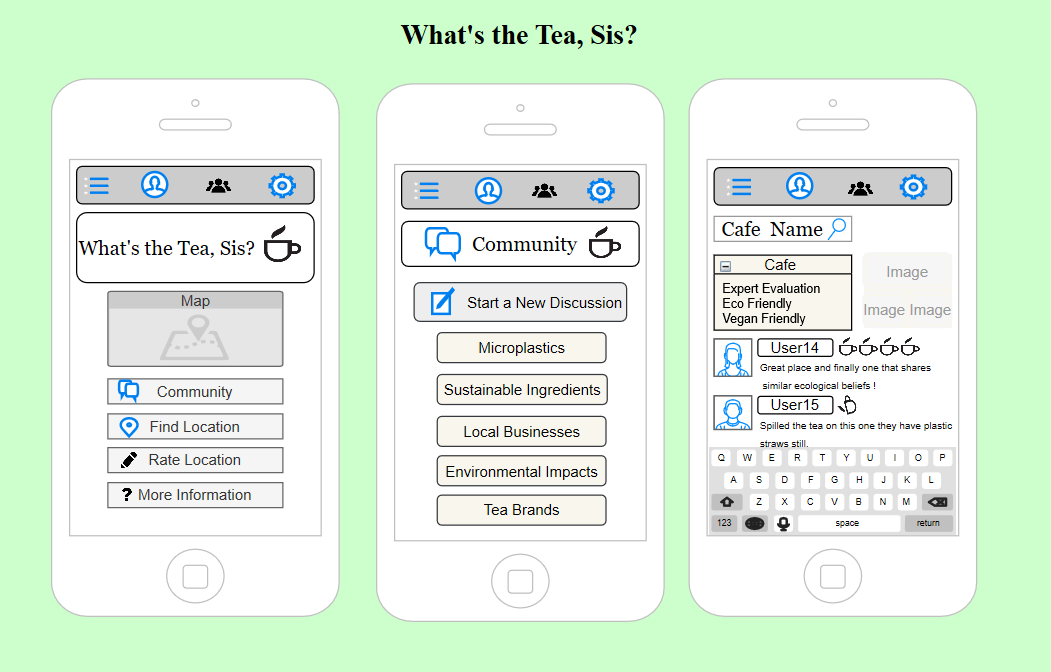 What's the Tea, Sis?
What's the Tea, Sis?
Map
Community
Find Location
Rate Location
? More Information
Community
Start a New Discussion
Microplastics
Sustainable Ingredients
Local Businesses
Environmental Impacts
Tea Brands
Cafe Name
Cafe
Expert Evaluation
Eco Friendly
Vegan Friendly
Image
Image Image
User14
Great place and finally one that shares
similar ecological beliefs !
User15
Spilled the tea on this one they have plastic
straws still.
Q W E R T Y U I O P
A S D F G H J K L
Z X C V B N M
123 space return